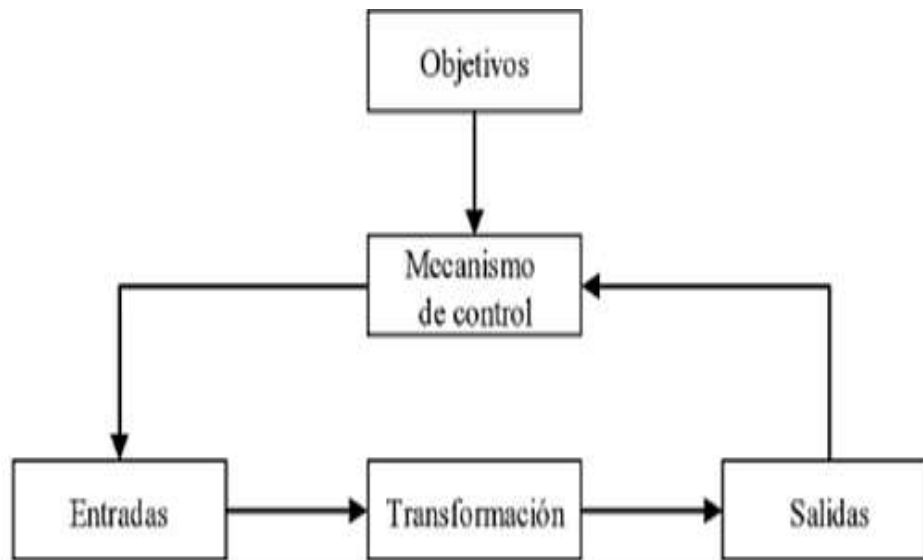 Objetivos
Mecanismo
de control
Entradas
Transformación
Salidas